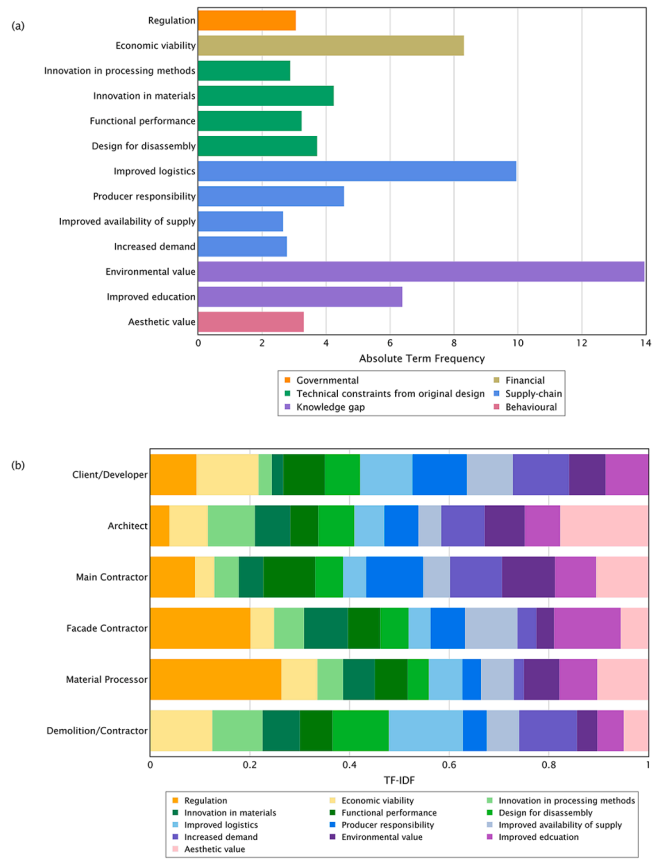 (a)
Regulation
Economic viability
Innovation in processing methods
Innovation in materials
Functional performance
Design for disassembly
Improved logistics
Producer responsibility
Improved availability of supply
Increased demand
Environmental value
Improved education
Aesthetic value
0 2 4 6 8 10 12 14
Absolute Term Frequency
Governmental Financial
Technical constraints from original design Supply-chain
Knowledge gap Behavioural
(b)
Client/Developer
Architect
Main Contractor
Facade Contractor
Material Processor
Demolition/Contractor
0 0.2 0.4 0.6 0.8 1
TF-IDF
Regulation Economic viability Innovation in processing methods
Innovation in materials Functional performance Design for disassembly
Improved logistics Producer responsibility Improved availability of supply
Increased demand Environmental value Improved edcuation
Aesthetic value